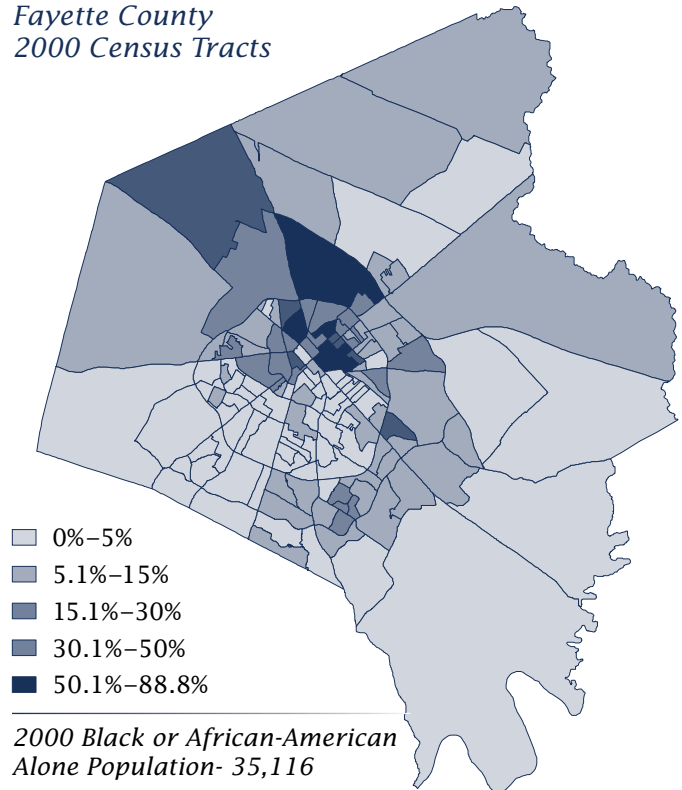 Fayette County
2000 Census Tracts
0%–5%
5.1%–15%
15.1%–30%
30.1%–50%
50.1%–88.8%
2000 Black or African-American
Alone Population- 35,116